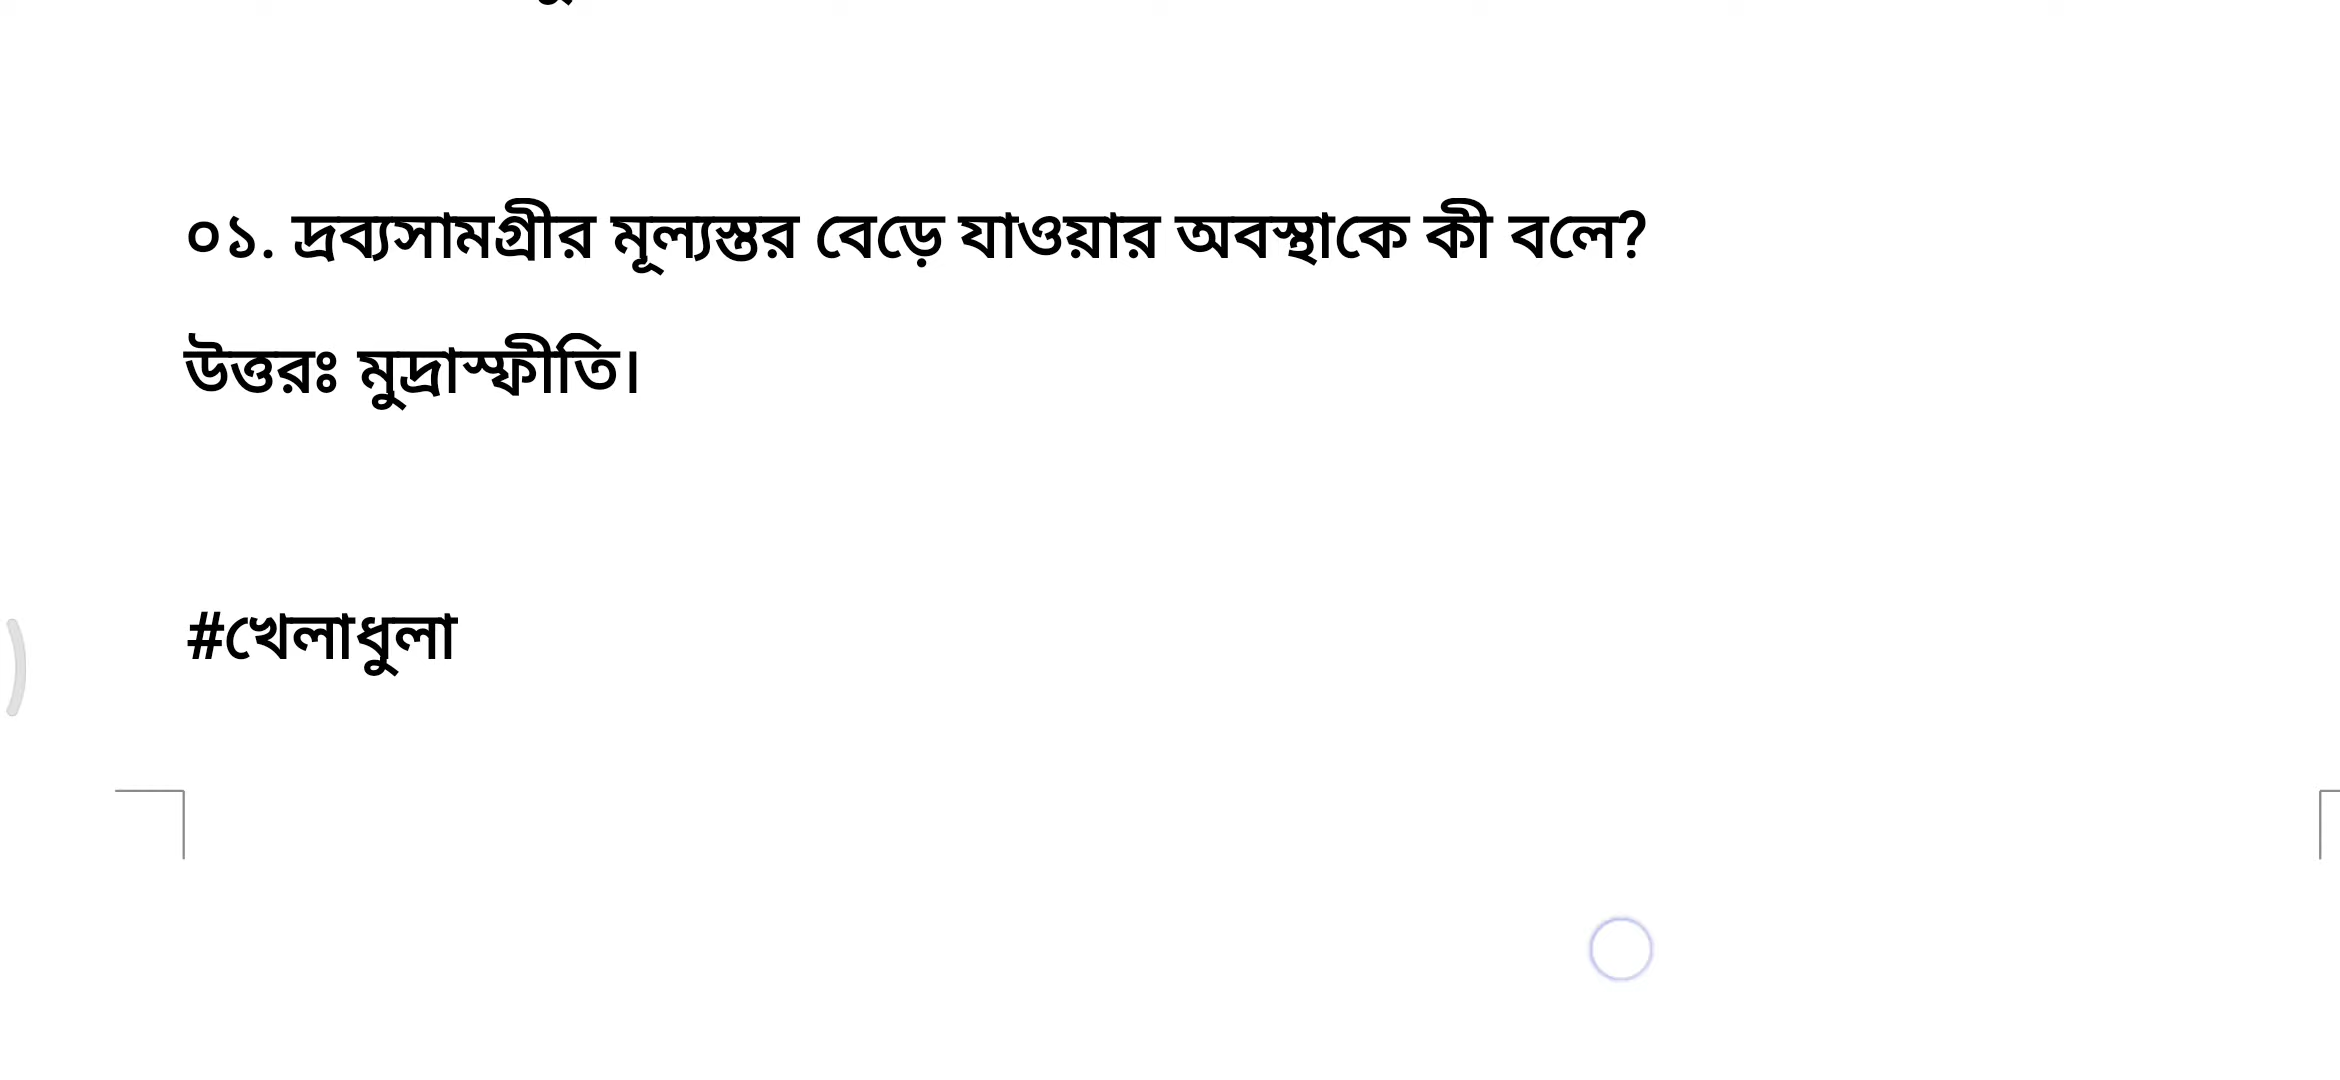 ০১. দ্রব্যসামগ্রীর মূল্যস্তর বেড়ে যাওয়ার অবস্থাকে কী বলে?
উত্তরঃ মুদ্রাস্ফীতি।
#খেলাধুলা